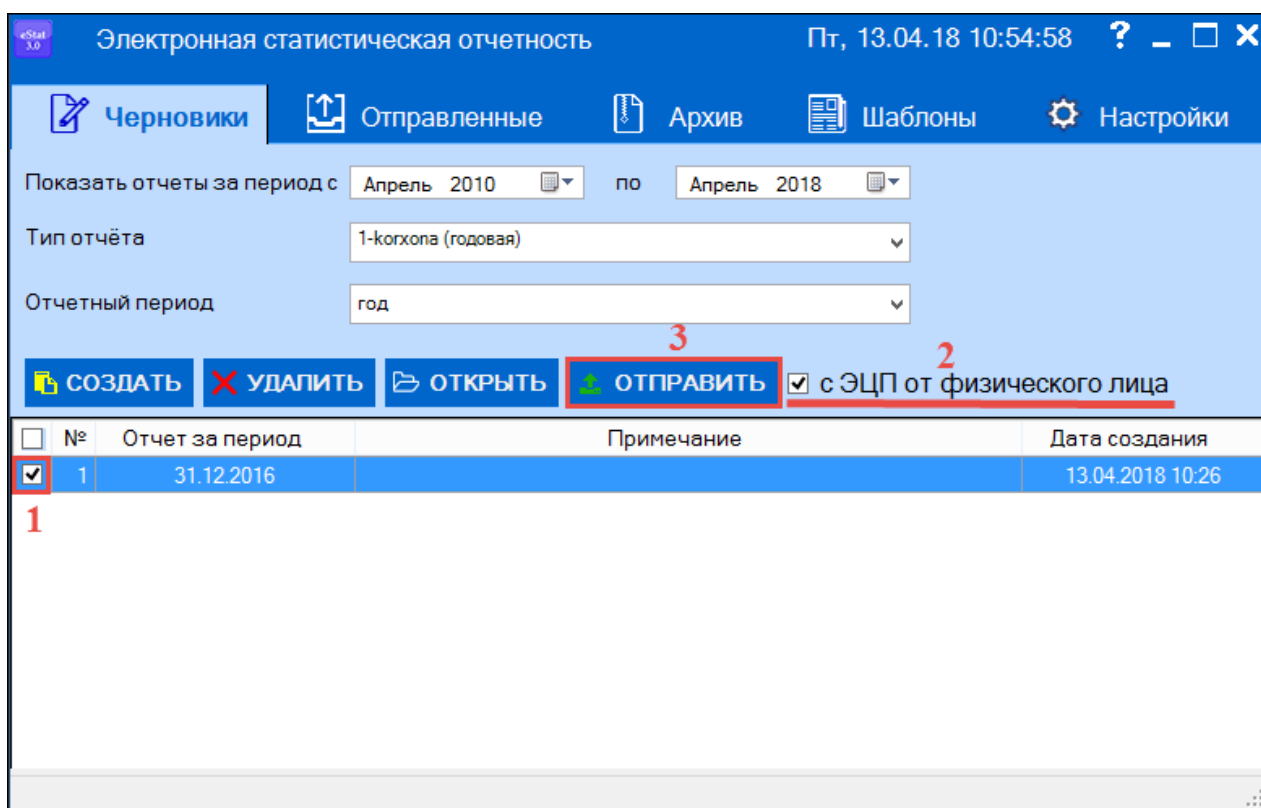 eStat 3.0 Электронная статистическая отчетность Пт, 13.04.18 10:54:58 ?
Черновики Отправленные Архив Шаблоны Настройки
Показать отчеты за период с Апрель 2010 по Апрель 2018
Тип отчёта 1-korxona (годовая)
Отчетный период год
3
2
СОЗДАТЬ УДАЛИТЬ ОТКРЫТЬ ОТПРАВИТЬ с ЭЦП от физического лица
№ Отчет за период Примечание Дата создания
1 31.12.2016 13.04.2018 10:26
1